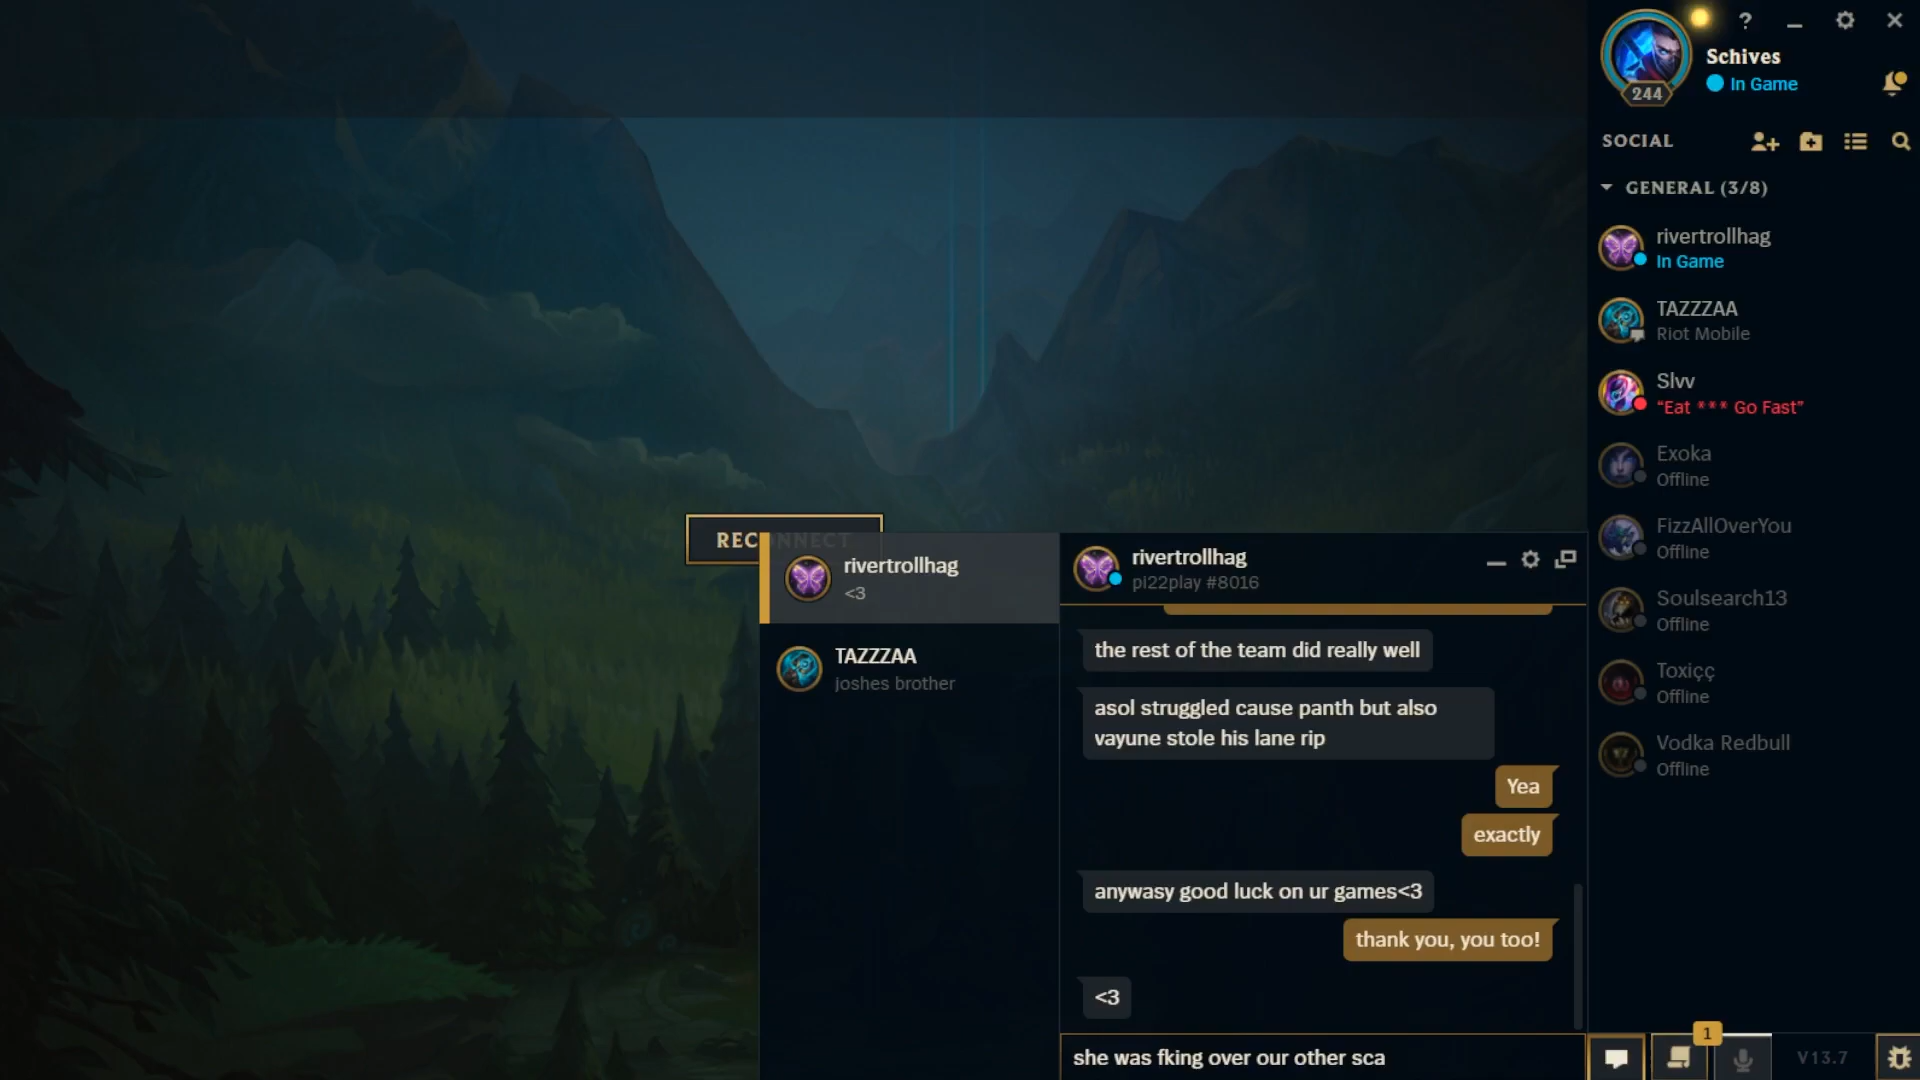 ?
Schives
In Game
244
SOCIAL
GENERAL (3/8)
rivertrollhag
In Game
TAZZZAA
Riot Mobile
Slvv
“Eat *** Go Fast”
Exoka
Offline
FizzAllOverYou
Offline
Soulsearch13
Offline
Toxiçç
Offline
Vodka Redbull
Offline
RECONNECT
rivertrollhag
<3
TAZZZAA
joshes brother
rivertrollhag
pi22play #8016
the rest of the team did really well
asol struggled cause panth but also
vayune stole his lane rip
Yea
exactly
anywasy good luck on ur games<3
thank you, you too!
<3
she was fking over our other sca
1
V13.7